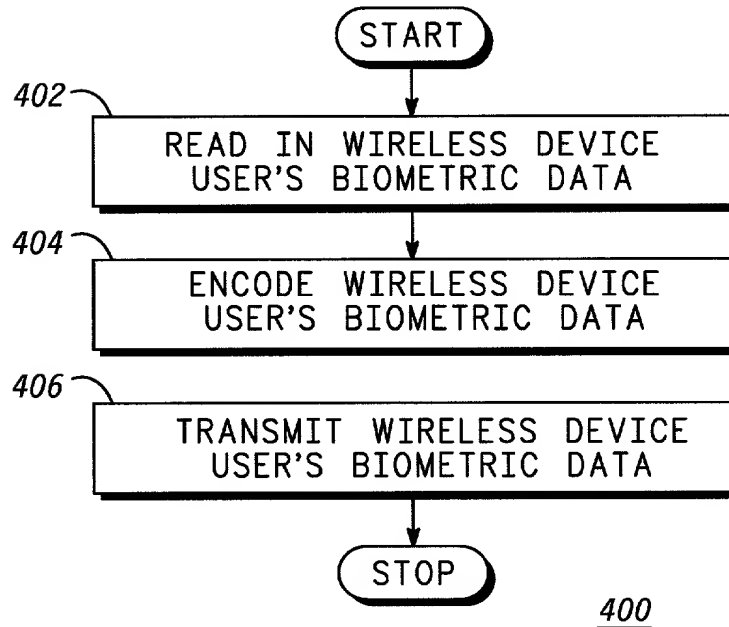 START
402
READ IN WIRELESS DEVICE
USER'S BIOMETRIC DATA
404
ENCODE WIRELESS DEVICE
USER'S BIOMETRIC DATA
406
TRANSMIT WIRELESS DEVICE
USER'S BIOMETRIC DATA
STOP
400